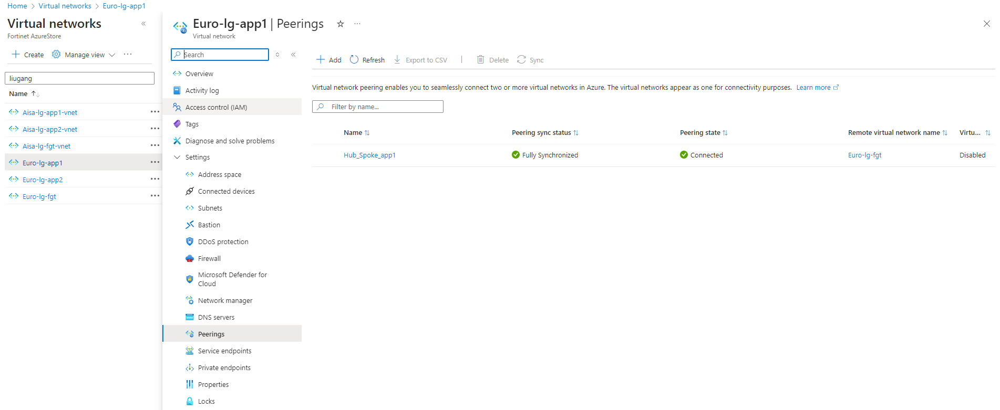 Home > Virtual networks > Euro-lg-app1
Virtual networks
Fortinet AzureStore
Create Manage view
liugang
Name
Aisa-lg-app1-vnet
Aisa-lg-app2-vnet
Aisa-lg-fgt-vnet
Euro-lg-app1
Euro-lg-app2
Euro-lg-fgt
Euro-lg-app1 | Peerings
Virtual network
Search
Overview
Activity log
Access control (IAM)
Tags
Diagnose and solve problems
Settings
Address space
Connected devices
Subnets
Bastion
DDoS protection
Firewall
Microsoft Defender for
Cloud
Network manager
DNS servers
Peerings
Service endpoints
Private endpoints
Properties
Locks
Add Refresh Export to CSV | Delete Sync
Virtual network peering enables you to seamlessly connect two or more virtual networks in Azure. The virtual networks appear as one for connectivity purposes. Learn more
Filter by name...
Name Peering sync status Peering state Remote virtual network name Virtu...
Hub_Spoke_app1 Fully Synchronized Connected Euro-lg-fgt Disabled